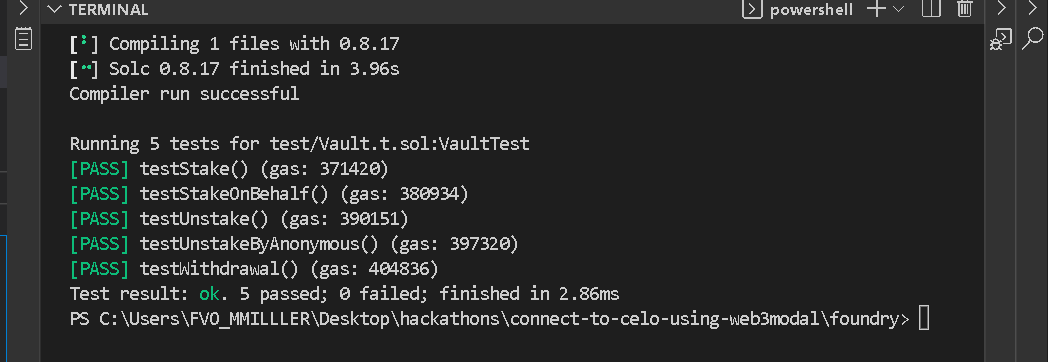 TERMINAL
powershell
[⠃] Compiling 1 files with 0.8.17
[⠒] Solc 0.8.17 finished in 3.96s
Compiler run successful
Running 5 tests for test/Vault.t.sol:VaultTest
[PASS] testStake() (gas: 371420)
[PASS] testStakeOnBehalf() (gas: 380934)
[PASS] testUnstake() (gas: 390151)
[PASS] testUnstakeByAnonymous() (gas: 397320)
[PASS] testWithdrawal() (gas: 404836)
Test result: ok. 5 passed; 0 failed; finished in 2.86ms
PS C:\Users\FVO_MMILLLER\Desktop\hackathons\connect-to-celo-using-web3modal\foundry>